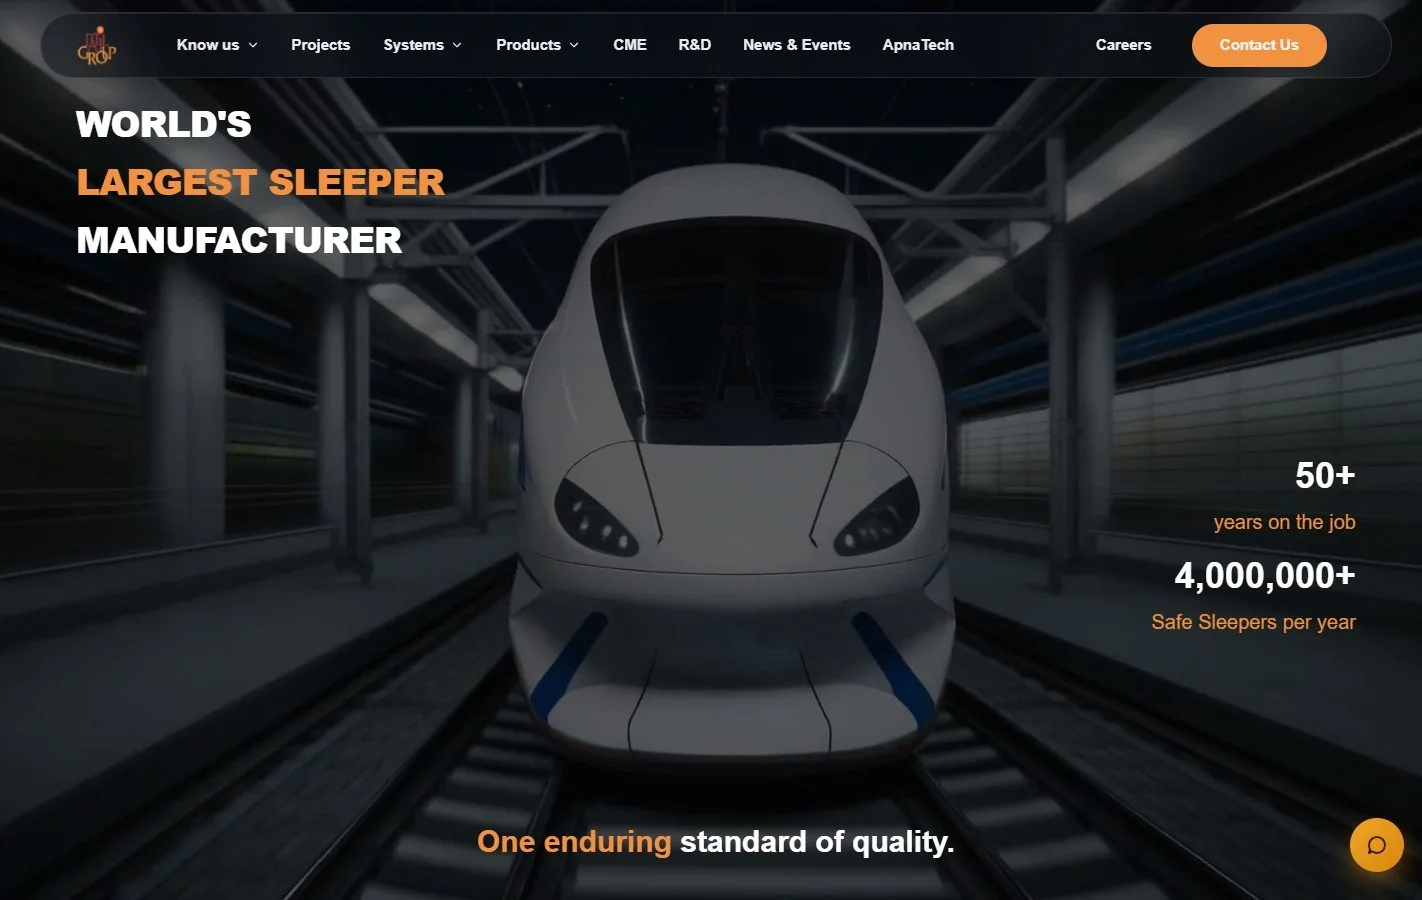 Know us
Projects
Systems
Products
CME
R&D
News & Events
ApnaTech
Careers
Contact Us
WORLD'S
LARGEST SLEEPER
MANUFACTURER
50+
years on the job
4,000,000+
Safe Sleepers per year
One enduring standard of quality.